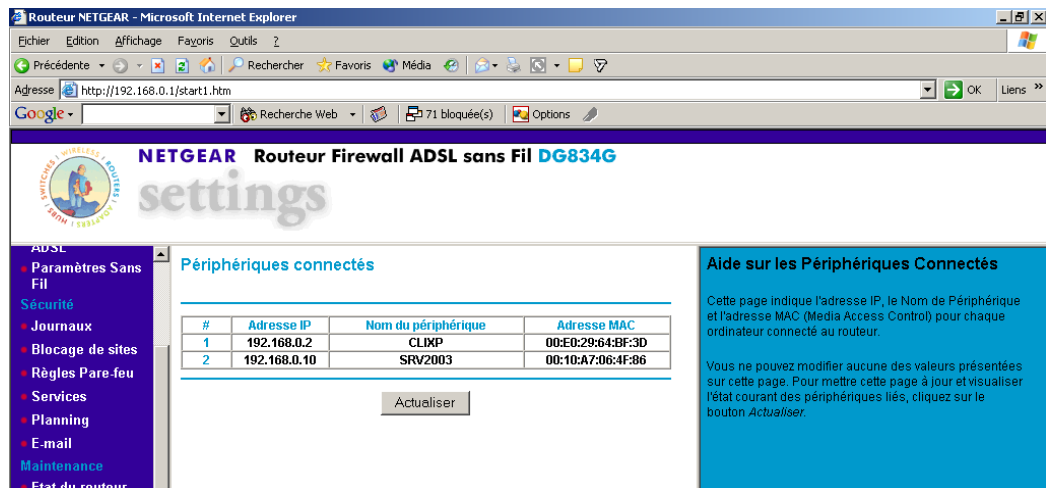 Routeur NETGEAR - Microsoft Internet Explorer
Eichier Edition Affichage Favoris Outils ?
Précédente Rechercher Favoris Média
Adresse http://192.168.0.1/start1.htm OK Liens »
Google Recherche Web 71 bloquée(s) Options
WIRELESS | ROUTERS | ADAPTERS | HUBS | SWITCHES
NETGEAR Routeur Firewall ADSL sans Fil DG834G
settings
ADSL
Paramètres Sans
Fil
Sécurité
Journaux
Blocage de sites
Règles Pare-feu
Services
Planning
E-mail
Maintenance
Etat du routeur
Périphériques connectés
# Adresse IP Nom du périphérique Adresse MAC
1 192.168.0.2 CLIXP 00:E0:29:64:BF:3D
2 192.168.0.10 SRV2003 00:10:A7:06:4F:86
Actualiser
Aide sur les Périphériques Connectés
Cette page indique l'adresse IP, le Nom de Périphérique
et l'adresse MAC (Media Access Control) pour chaque
ordinateur connecté au routeur.
Vous ne pouvez modifier aucune des valeurs présentées
sur cette page. Pour mettre cette page à jour et visualiser
l'état courant des périphériques liés, cliquez sur le
bouton Actualiser.